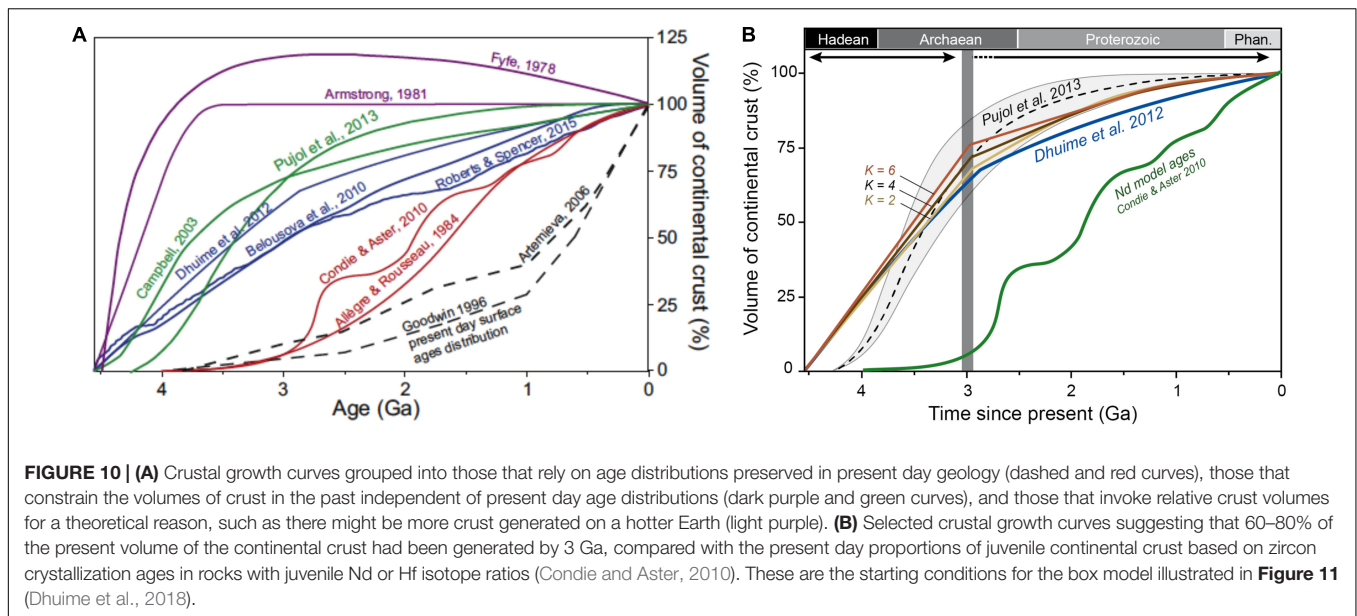 A
Fyfe, 1978
Armstrong, 1981
Pujol et al., 2013
Campbell, 2003
Dhuime et al., 2012
Belousova et al., 2010
Roberts & Spencer, 2015
Condie & Aster, 2010
Allègre & Rousseau, 1984
Artemieva, 2006
Goodwin 1996
present day surface
ages distribution
125
100
75
50
25
0
Volume of continental crust (%)
4
3
2
1
0
Age (Ga)
B
Hadean
Archaean
Proterozoic
Phan.
100
75
50
25
0
Volume of continental crust (%)
Pujol et al. 2013
Dhuime et al. 2012
K = 6
K = 4
K = 2
Nd model ages
Condie & Aster 2010
4
3
2
1
0
Time since present (Ga)
FIGURE 10 | (A) Crustal growth curves grouped into those that rely on age distributions preserved in present day geology (dashed and red curves), those that
constrain the volumes of crust in the past independent of present day age distributions (dark purple and green curves), and those that invoke relative crust volumes
for a theoretical reason, such as there might be more crust generated on a hotter Earth (light purple). (B) Selected crustal growth curves suggesting that 60–80% of
the present volume of the continental crust had been generated by 3 Ga, compared with the present day proportions of juvenile continental crust based on zircon
crystallization ages in rocks with juvenile Nd or Hf isotope ratios (Condie and Aster, 2010). These are the starting conditions for the box model illustrated in Figure 11
(Dhuime et al., 2018).